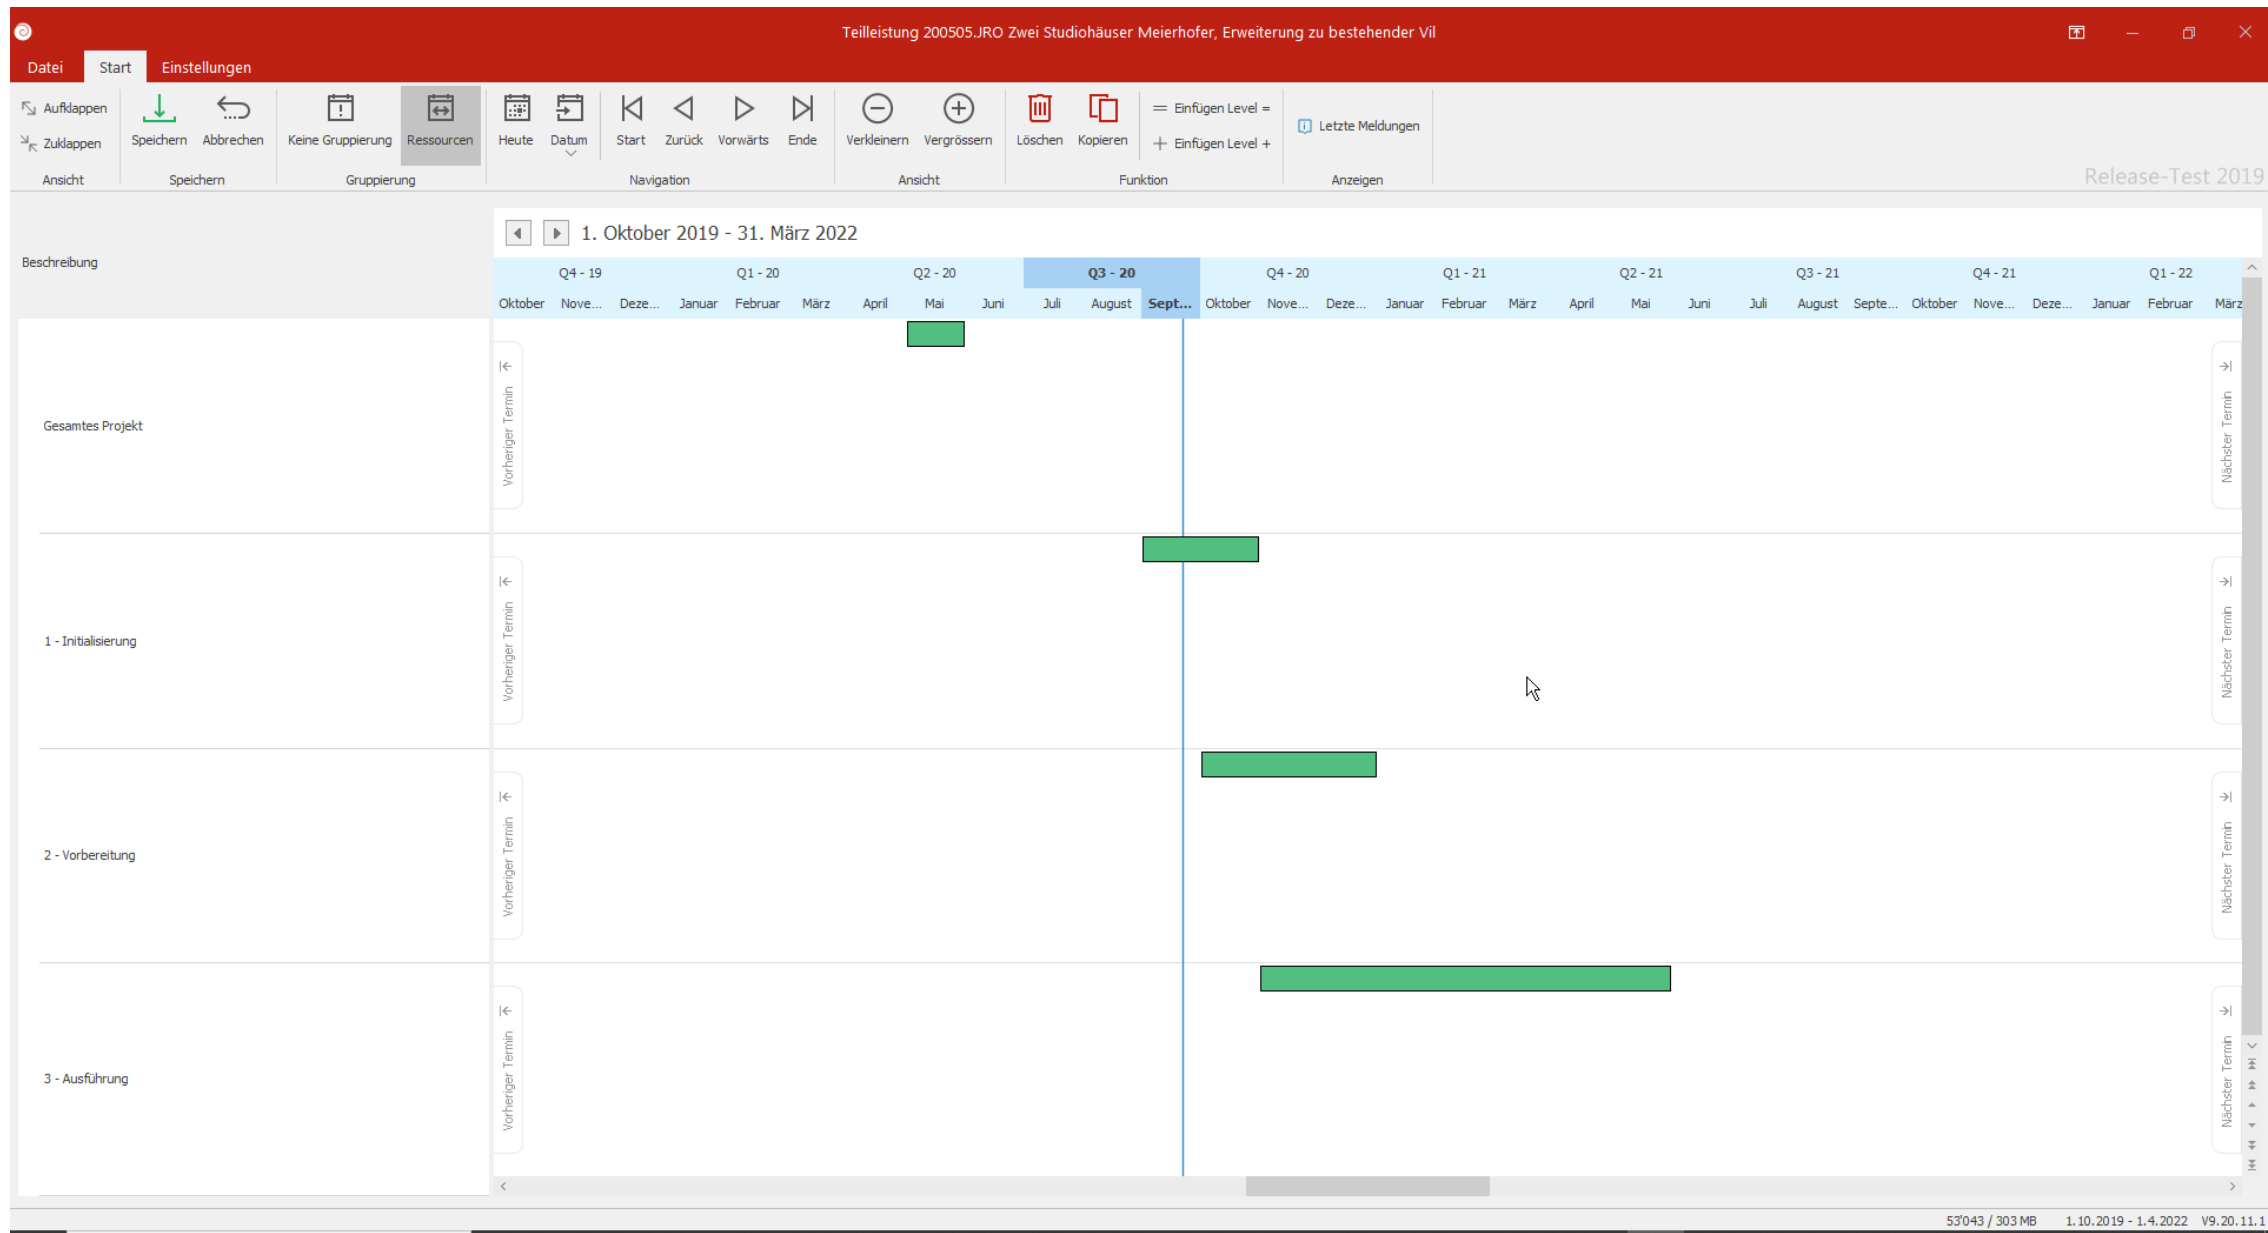 Teilleistung 200505.JRO Zwei Studiohäuser Meierhofer, Erweiterung zu bestehender Vil
Datei Start Einstellungen
Aufklappen
Zuklappen
Ansicht
Speichern Abbrechen
Speichern
Keine Gruppierung Ressourcen
Gruppierung
Heute Datum Start Zurück Vorwärts Ende
Navigation
Verkleinern Vergrössern
Ansicht
Löschen Kopieren
Einfügen Level =
Einfügen Level +
Funktion
Letzte Meldungen
Anzeigen
Release-Test 2019
Beschreibung
1. Oktober 2019 - 31. März 2022
Q4 - 19 Q1 - 20 Q2 - 20 Q3 - 20 Q4 - 20 Q1 - 21 Q2 - 21 Q3 - 21 Q4 - 21 Q1 - 22
Oktober Nove... Deze... Januar Februar März April Mai Juni Juli August Sept... Oktober Nove... Deze... Januar Februar März April Mai Juni Juli August Septe... Oktober Nove... Deze... Januar Februar März
Gesamtes Projekt
Vorheriger Termin
Nächster Termin
1 - Initialisierung
Vorheriger Termin
Nächster Termin
2 - Vorbereitung
Vorheriger Termin
Nächster Termin
3 - Ausführung
Vorheriger Termin
Nächster Termin
53'043 / 303 MB 1.10.2019 - 1.4.2022 V9.20.11.1